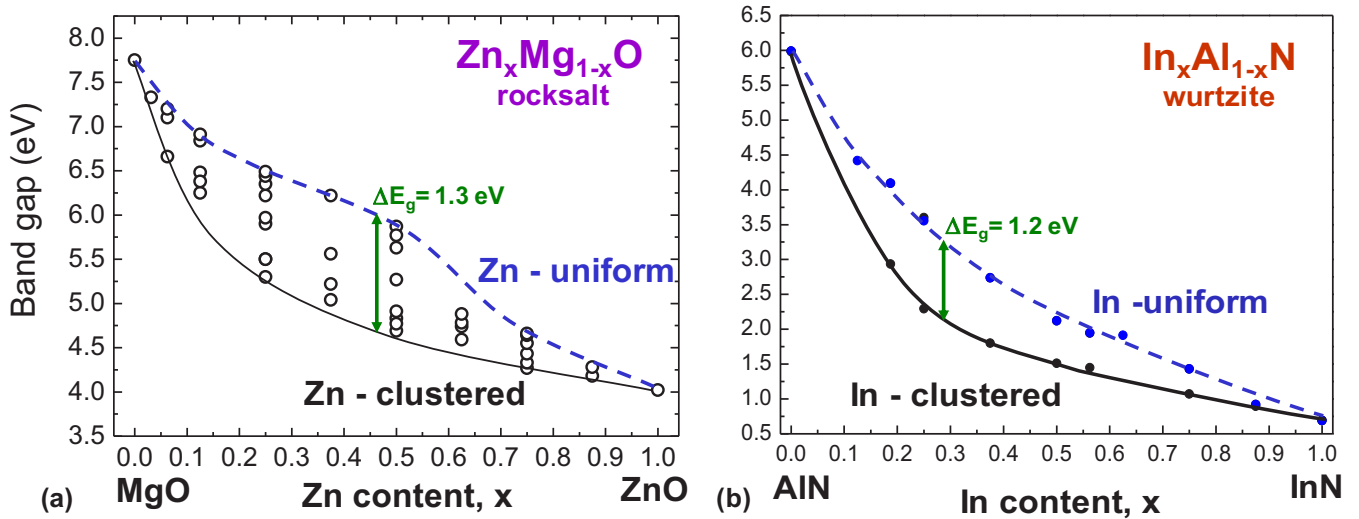 Band gap (eV)
8.0
7.5
7.0
6.5
6.0
5.5
5.0
4.5
4.0
3.5
Zn_xMg_{1-x}O
rocksalt
ΔE_g= 1.3 eV
Zn - uniform
Zn - clustered
0.0 0.1 0.2 0.3 0.4 0.5 0.6 0.7 0.8 0.9 1.0
(a) MgO Zn content, x ZnO
6.5
6.0
5.5
5.0
4.5
4.0
3.5
3.0
2.5
2.0
1.5
1.0
0.5
In_xAl_{1-x}N
wurtzite
ΔE_g= 1.2 eV
In -uniform
In - clustered
0.0 0.1 0.2 0.3 0.4 0.5 0.6 0.7 0.8 0.9 1.0
(b) AlN In content, x InN